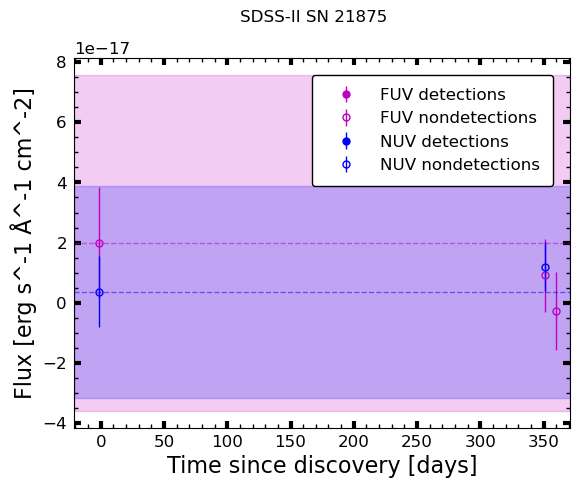 SDSS-II SN 21875
1e−17
8
6
4
2
0
−2
−4
Flux [erg s^-1 Å^-1 cm^-2]
FUV detections
FUV nondetections
NUV detections
NUV nondetections
0 50 100 150 200 250 300 350
Time since discovery [days]